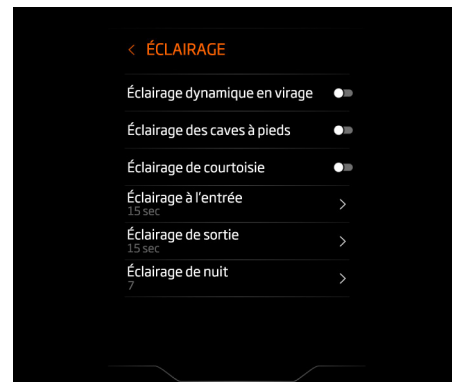 ÉCLAIRAGE
Éclairage dynamique en virage
Éclairage des caves à pieds
Éclairage de courtoisie
Éclairage à l'entrée
15 sec
Éclairage de sortie
15 sec
Éclairage de nuit
7